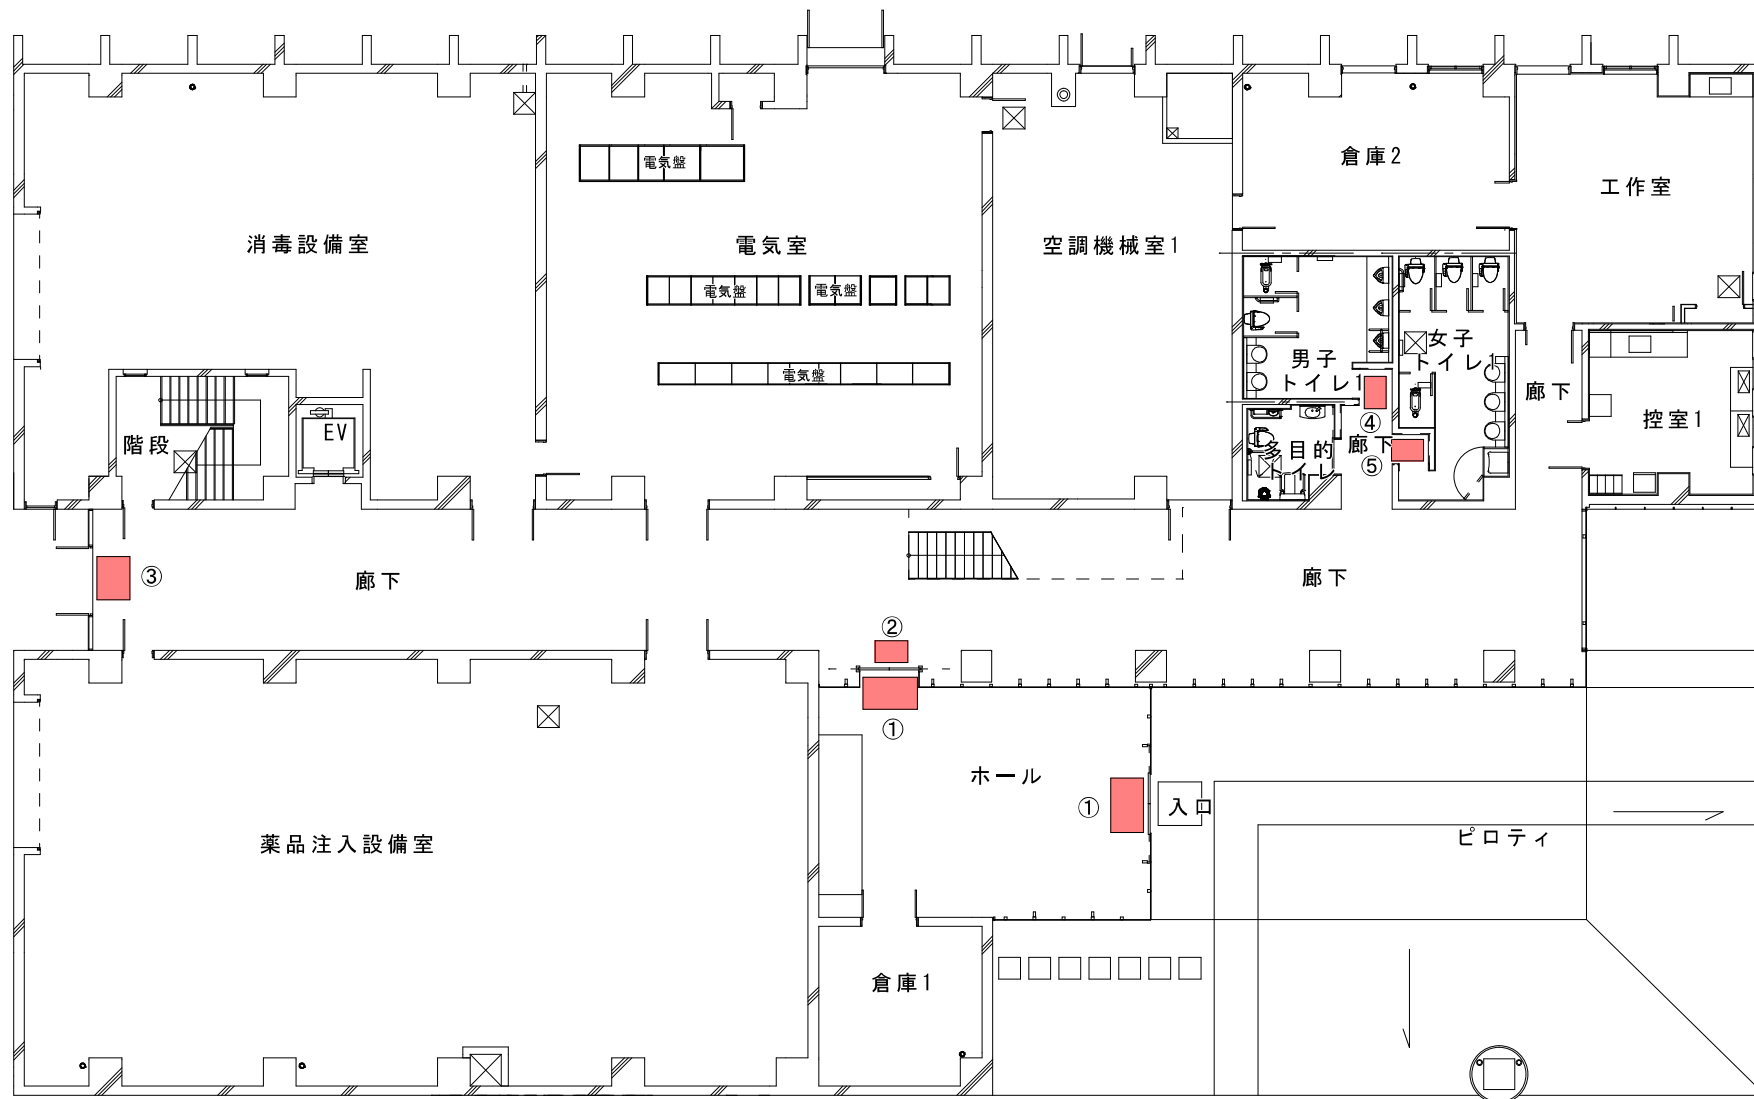 電気盤
倉庫2
工作室
消毒設備室
電気室
空調機械室1
電気盤
電気盤
女子
トイレ1
男子
トイレ1
電気盤
廊下
④
控室1
EV
階段
廊下
多目的
トイレ
⑤
③
廊下
廊下
②
①
ホール
①
入口
ピロティ
薬品注入設備室
倉庫1